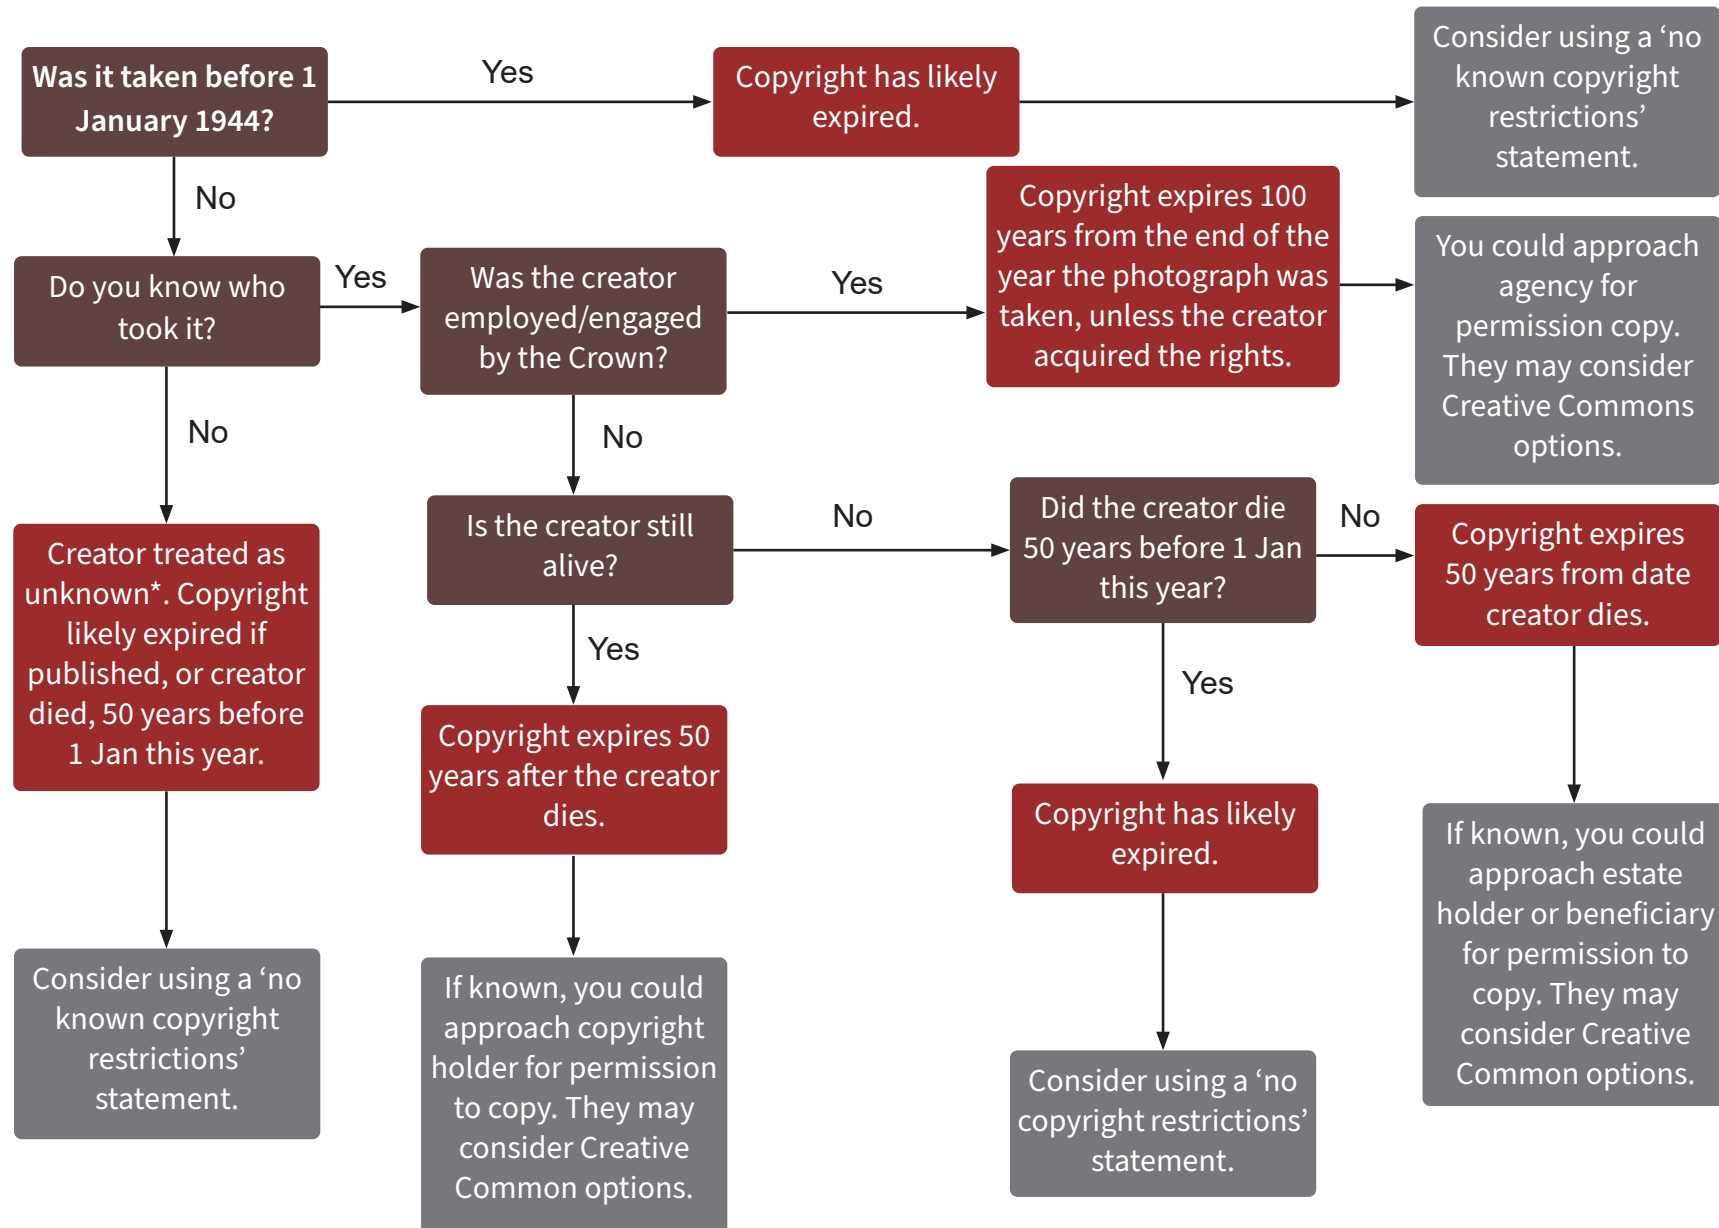 Was it taken before 1
January 1944?
Yes
Copyright has likely
expired.
Consider using a ‘no
known copyright
restrictions’
statement.
No
Do you know who
took it?
Yes
Was the creator
employed/engaged
by the Crown?
Yes
Copyright expires 100
years from the end of the
year the photograph was
taken, unless the creator
acquired the rights.
You could approach
agency for
permission copy.
They may consider
Creative Commons
options.
No
Creator treated as
unknown*. Copyright
likely expired if
published, or creator
died, 50 years before
1 Jan this year.
Consider using a ‘no
known copyright
restrictions’
statement.
No
Is the creator still
alive?
Yes
Copyright expires 50
years after the creator
dies.
If known, you could
approach copyright
holder for permission
to copy. They may
consider Creative
Common options.
No
Did the creator die
50 years before 1 Jan
this year?
Yes
Copyright has likely
expired.
Consider using a ‘no
copyright restrictions’
statement.
No
Copyright expires
50 years from date
creator dies.
If known, you could
approach estate
holder or beneficiary
for permission to
copy. They may
consider Creative
Common options.